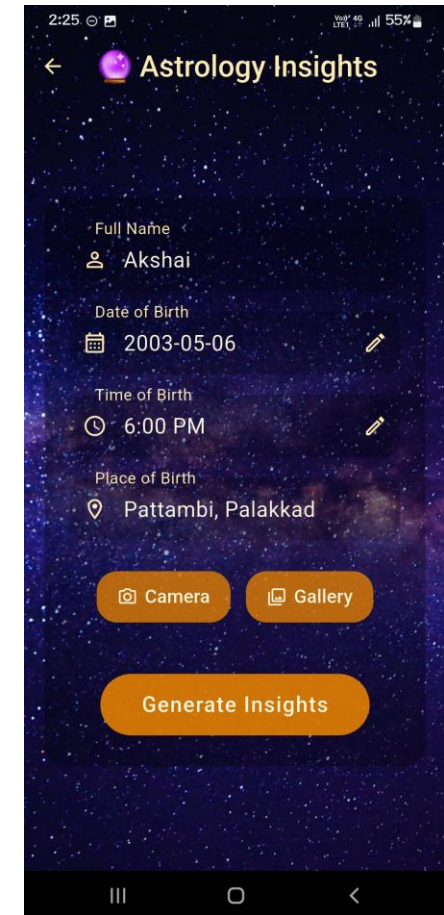 2:25 55%
Astrology Insights
Full Name
Akshai
Date of Birth
2003-05-06
Time of Birth
6:00 PM
Place of Birth
Pattambi, Palakkad
Camera Gallery
Generate Insights